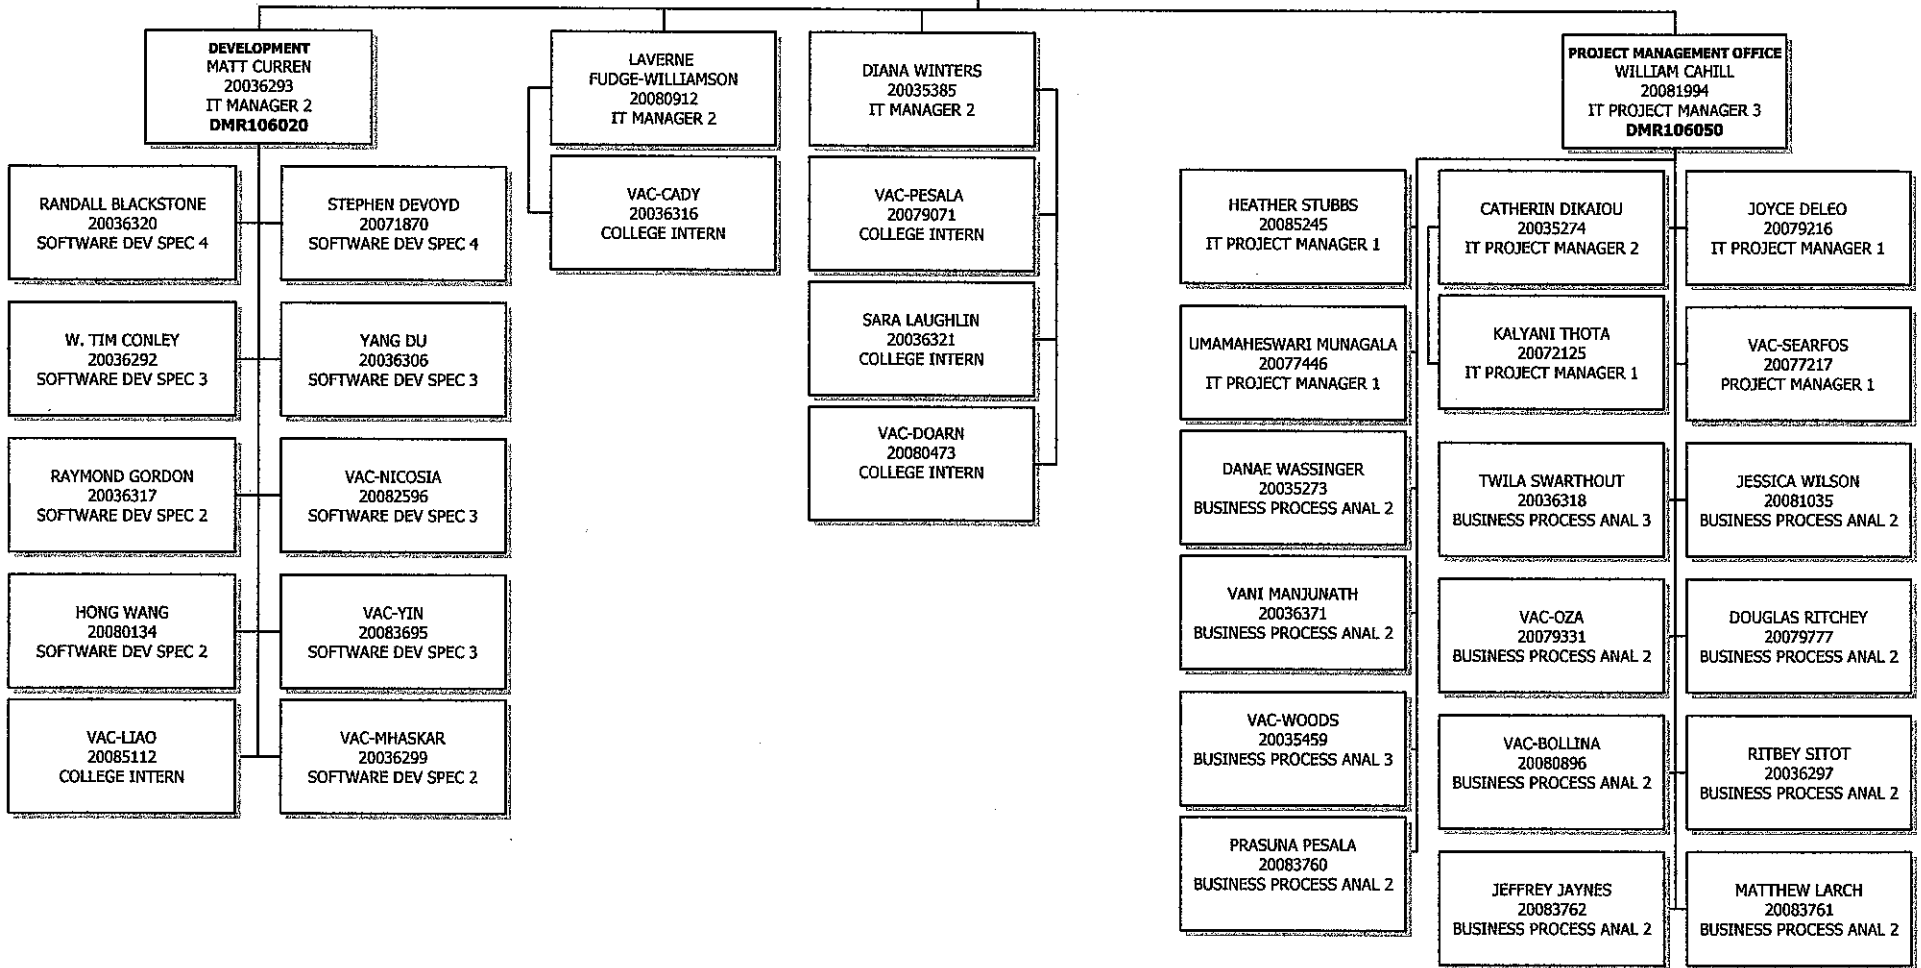 DEVELOPMENT
MATT CURREN
20036293
IT MANAGER 2
DMR106020
LAVERNE
FUDGE-WILLIAMSON
20080912
IT MANAGER 2
DIANA WINTERS
20035385
IT MANAGER 2
PROJECT MANAGEMENT OFFICE
WILLIAM CAHILL
20081994
IT PROJECT MANAGER 3
DMR106050
RANDALL BLACKSTONE
20036320
SOFTWARE DEV SPEC 4
STEPHEN DEVOYD
20071870
SOFTWARE DEV SPEC 4
W. TIM CONLEY
20036292
SOFTWARE DEV SPEC 3
YANG DU
20036306
SOFTWARE DEV SPEC 3
RAYMOND GORDON
20036317
SOFTWARE DEV SPEC 2
VAC-NICOSIA
20082596
SOFTWARE DEV SPEC 3
HONG WANG
20080134
SOFTWARE DEV SPEC 2
VAC-YIN
20083695
SOFTWARE DEV SPEC 3
VAC-LIAO
20085112
COLLEGE INTERN
VAC-MHASKAR
20036299
SOFTWARE DEV SPEC 2
VAC-CADY
20036316
COLLEGE INTERN
VAC-PESALA
20079071
COLLEGE INTERN
SARA LAUGHLIN
20036321
COLLEGE INTERN
VAC-DOARN
20080473
COLLEGE INTERN
HEATHER STUBBS
20085245
IT PROJECT MANAGER 1
CATHERIN DIKAIOU
20035274
IT PROJECT MANAGER 2
JOYCE DELEO
20079216
IT PROJECT MANAGER 1
UMAMAHESWARI MUNAGALA
20077446
IT PROJECT MANAGER 1
KALYANI THOTA
20072125
IT PROJECT MANAGER 1
VAC-SEARFOS
20077217
PROJECT MANAGER 1
DANAE WASSINGER
20035273
BUSINESS PROCESS ANAL 2
TWILA SWARTHOUT
20036318
BUSINESS PROCESS ANAL 3
JESSICA WILSON
20081035
BUSINESS PROCESS ANAL 2
VANI MANJUNATH
20036371
BUSINESS PROCESS ANAL 2
VAC-OZA
20079331
BUSINESS PROCESS ANAL 2
DOUGLAS RITCHEY
20079777
BUSINESS PROCESS ANAL 2
VAC-WOODS
20035459
BUSINESS PROCESS ANAL 3
VAC-BOLLINA
20080896
BUSINESS PROCESS ANAL 2
RITBEY SITOT
20036297
BUSINESS PROCESS ANAL 2
PRASUNA PESALA
20083760
BUSINESS PROCESS ANAL 2
JEFFREY JAYNES
20083762
BUSINESS PROCESS ANAL 2
MATTHEW LARCH
20083761
BUSINESS PROCESS ANAL 2